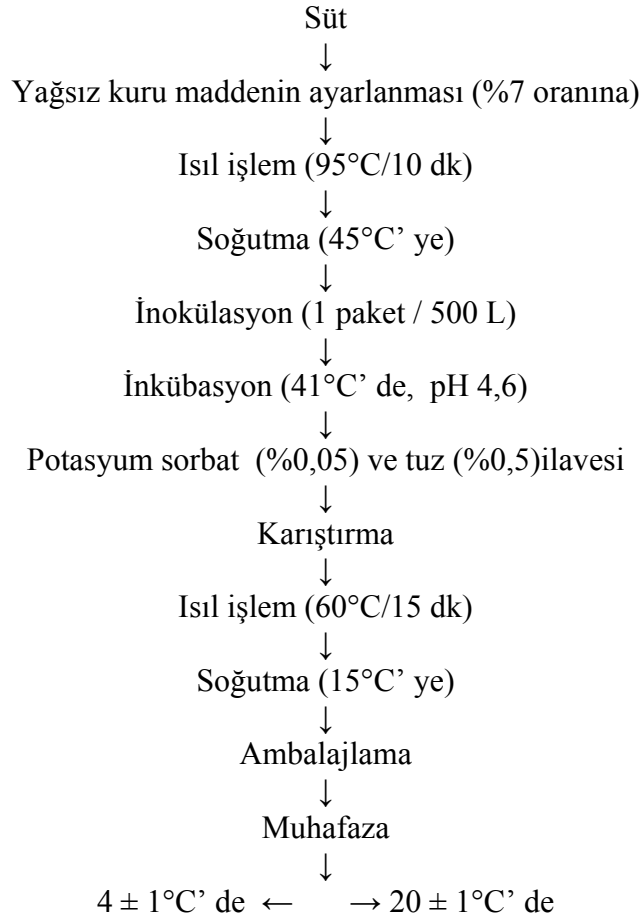 Süt
↓
Yağsız kuru maddenin ayarlanması (%7 oranına)
↓
Isıl işlem (95°C/10 dk)
↓
Soğutma (45°C’ ye)
↓
İnokülasyon (1 paket / 500 L)
↓
İnkübasyon (41°C’ de,  pH 4,6)
↓
Potasyum sorbat  (%0,05) ve tuz (%0,5)ilavesi
↓
Karıştırma
↓
Isıl işlem (60°C/15 dk)
↓
Soğutma (15°C’ ye)
↓
Ambalajlama
↓
Muhafaza
↓
4 ± 1°C’ de  ←      → 20 ± 1°C’ de